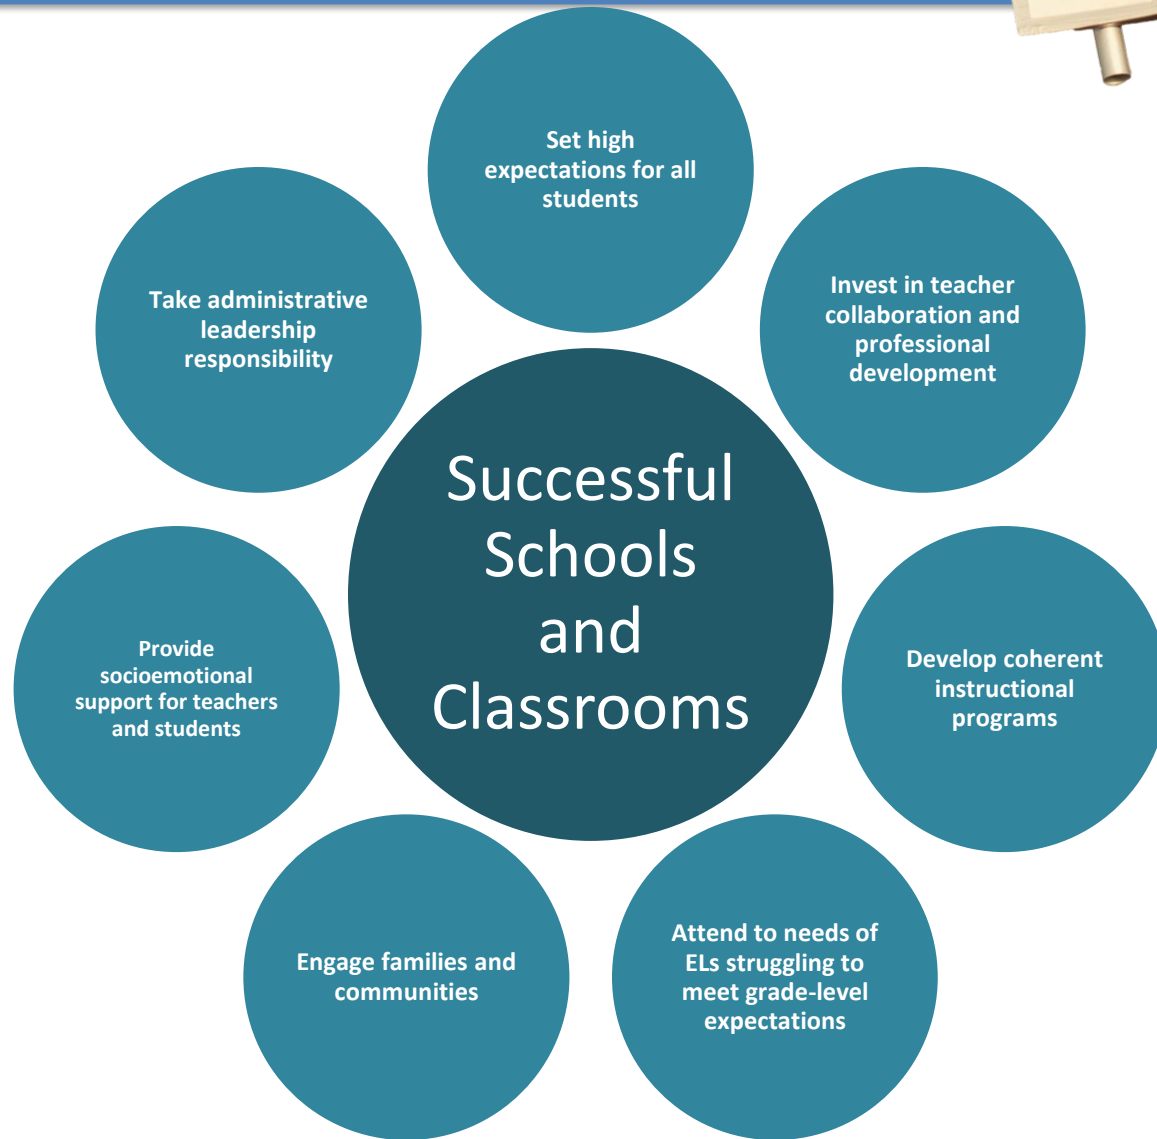 Set high
expectations for all
students
Invest in teacher
collaboration and
professional
development
Develop coherent
instructional
programs
Attend to needs of
ELs struggling to
meet grade-level
expectations
Engage families and
communities
Provide
socioemotional
support for teachers
and students
Take administrative
leadership
responsibility
Successful
Schools
and
Classrooms